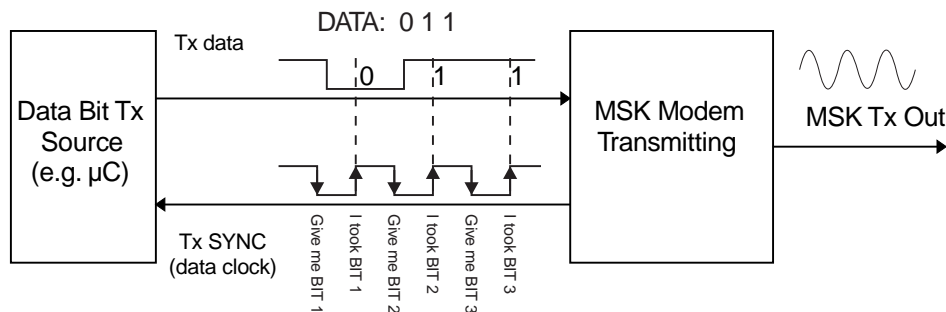 DATA: 0 1 1
Tx data
0 1 1
Data Bit Tx
Source
(e.g. µC)
MSK Modem
Transmitting
MSK Tx Out
Tx SYNC
(data clock)
Give me BIT 1
I took BIT 1
Give me BIT 2
I took BIT 2
Give me BIT 3
I took BIT 3